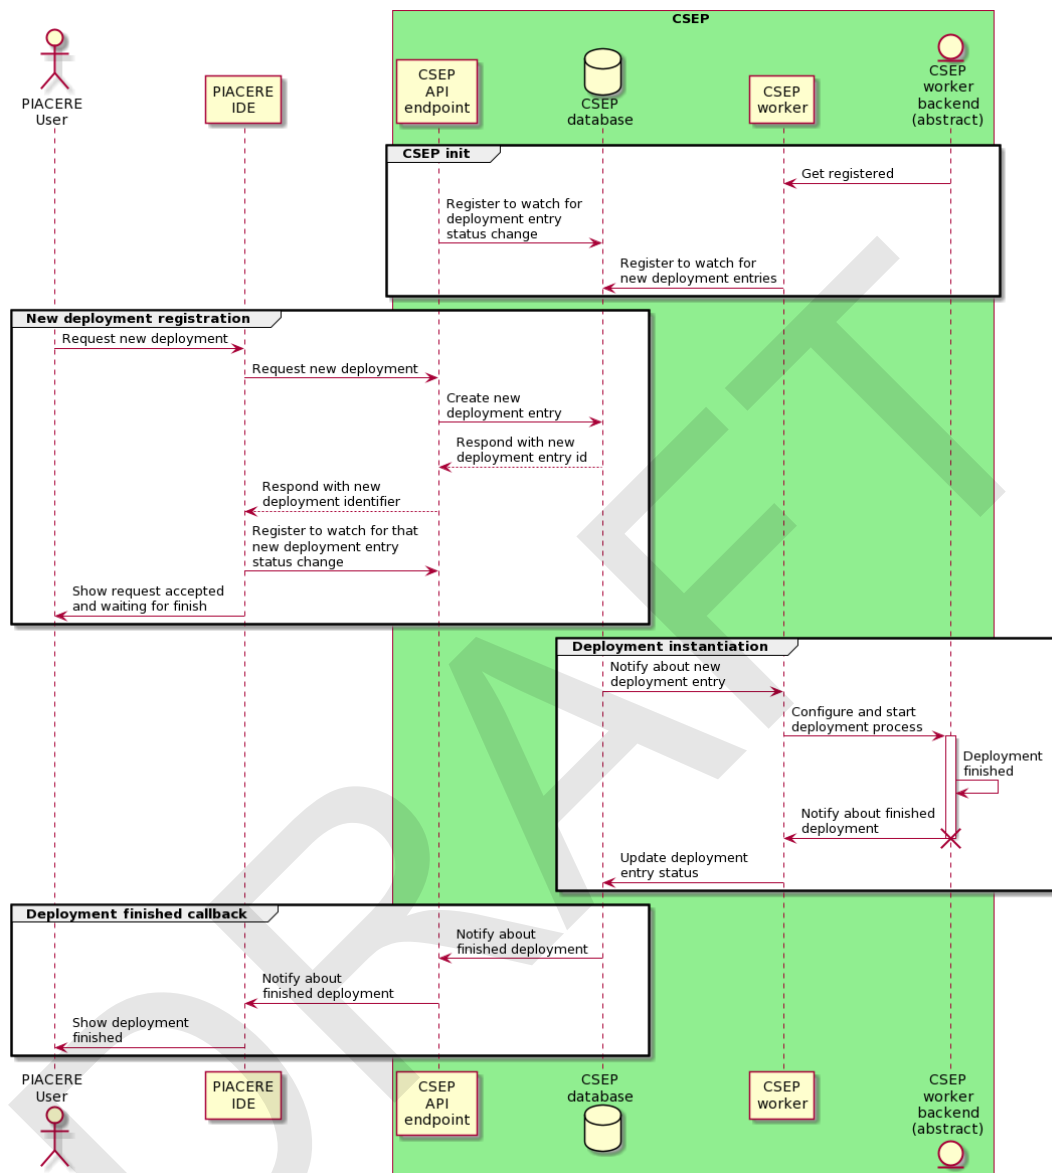 CSEP
PIACERE
User
PIACERE
IDE
CSEP
API
endpoint
CSEP
database
CSEP
worker
CSEP
worker
backend
(abstract)
CSEP init
Get registered
Register to watch for
deployment entry
status change
Register to watch for
new deployment entries
New deployment registration
Request new deployment
Request new deployment
Create new
deployment entry
Respond with new
deployment entry id
Respond with new
deployment identifier
Register to watch for that
new deployment entry
status change
Show request accepted
and waiting for finish
Deployment instantiation
Notify about new
deployment entry
Configure and start
deployment process
Deployment
finished
Notify about finished
deployment
Update deployment
entry status
Deployment finished callback
Notify about
finished deployment
Notify about
finished deployment
Show deployment
finished
PIACERE
User
PIACERE
IDE
CSEP
API
endpoint
CSEP
database
CSEP
worker
CSEP
worker
backend
(abstract)
DRAFT